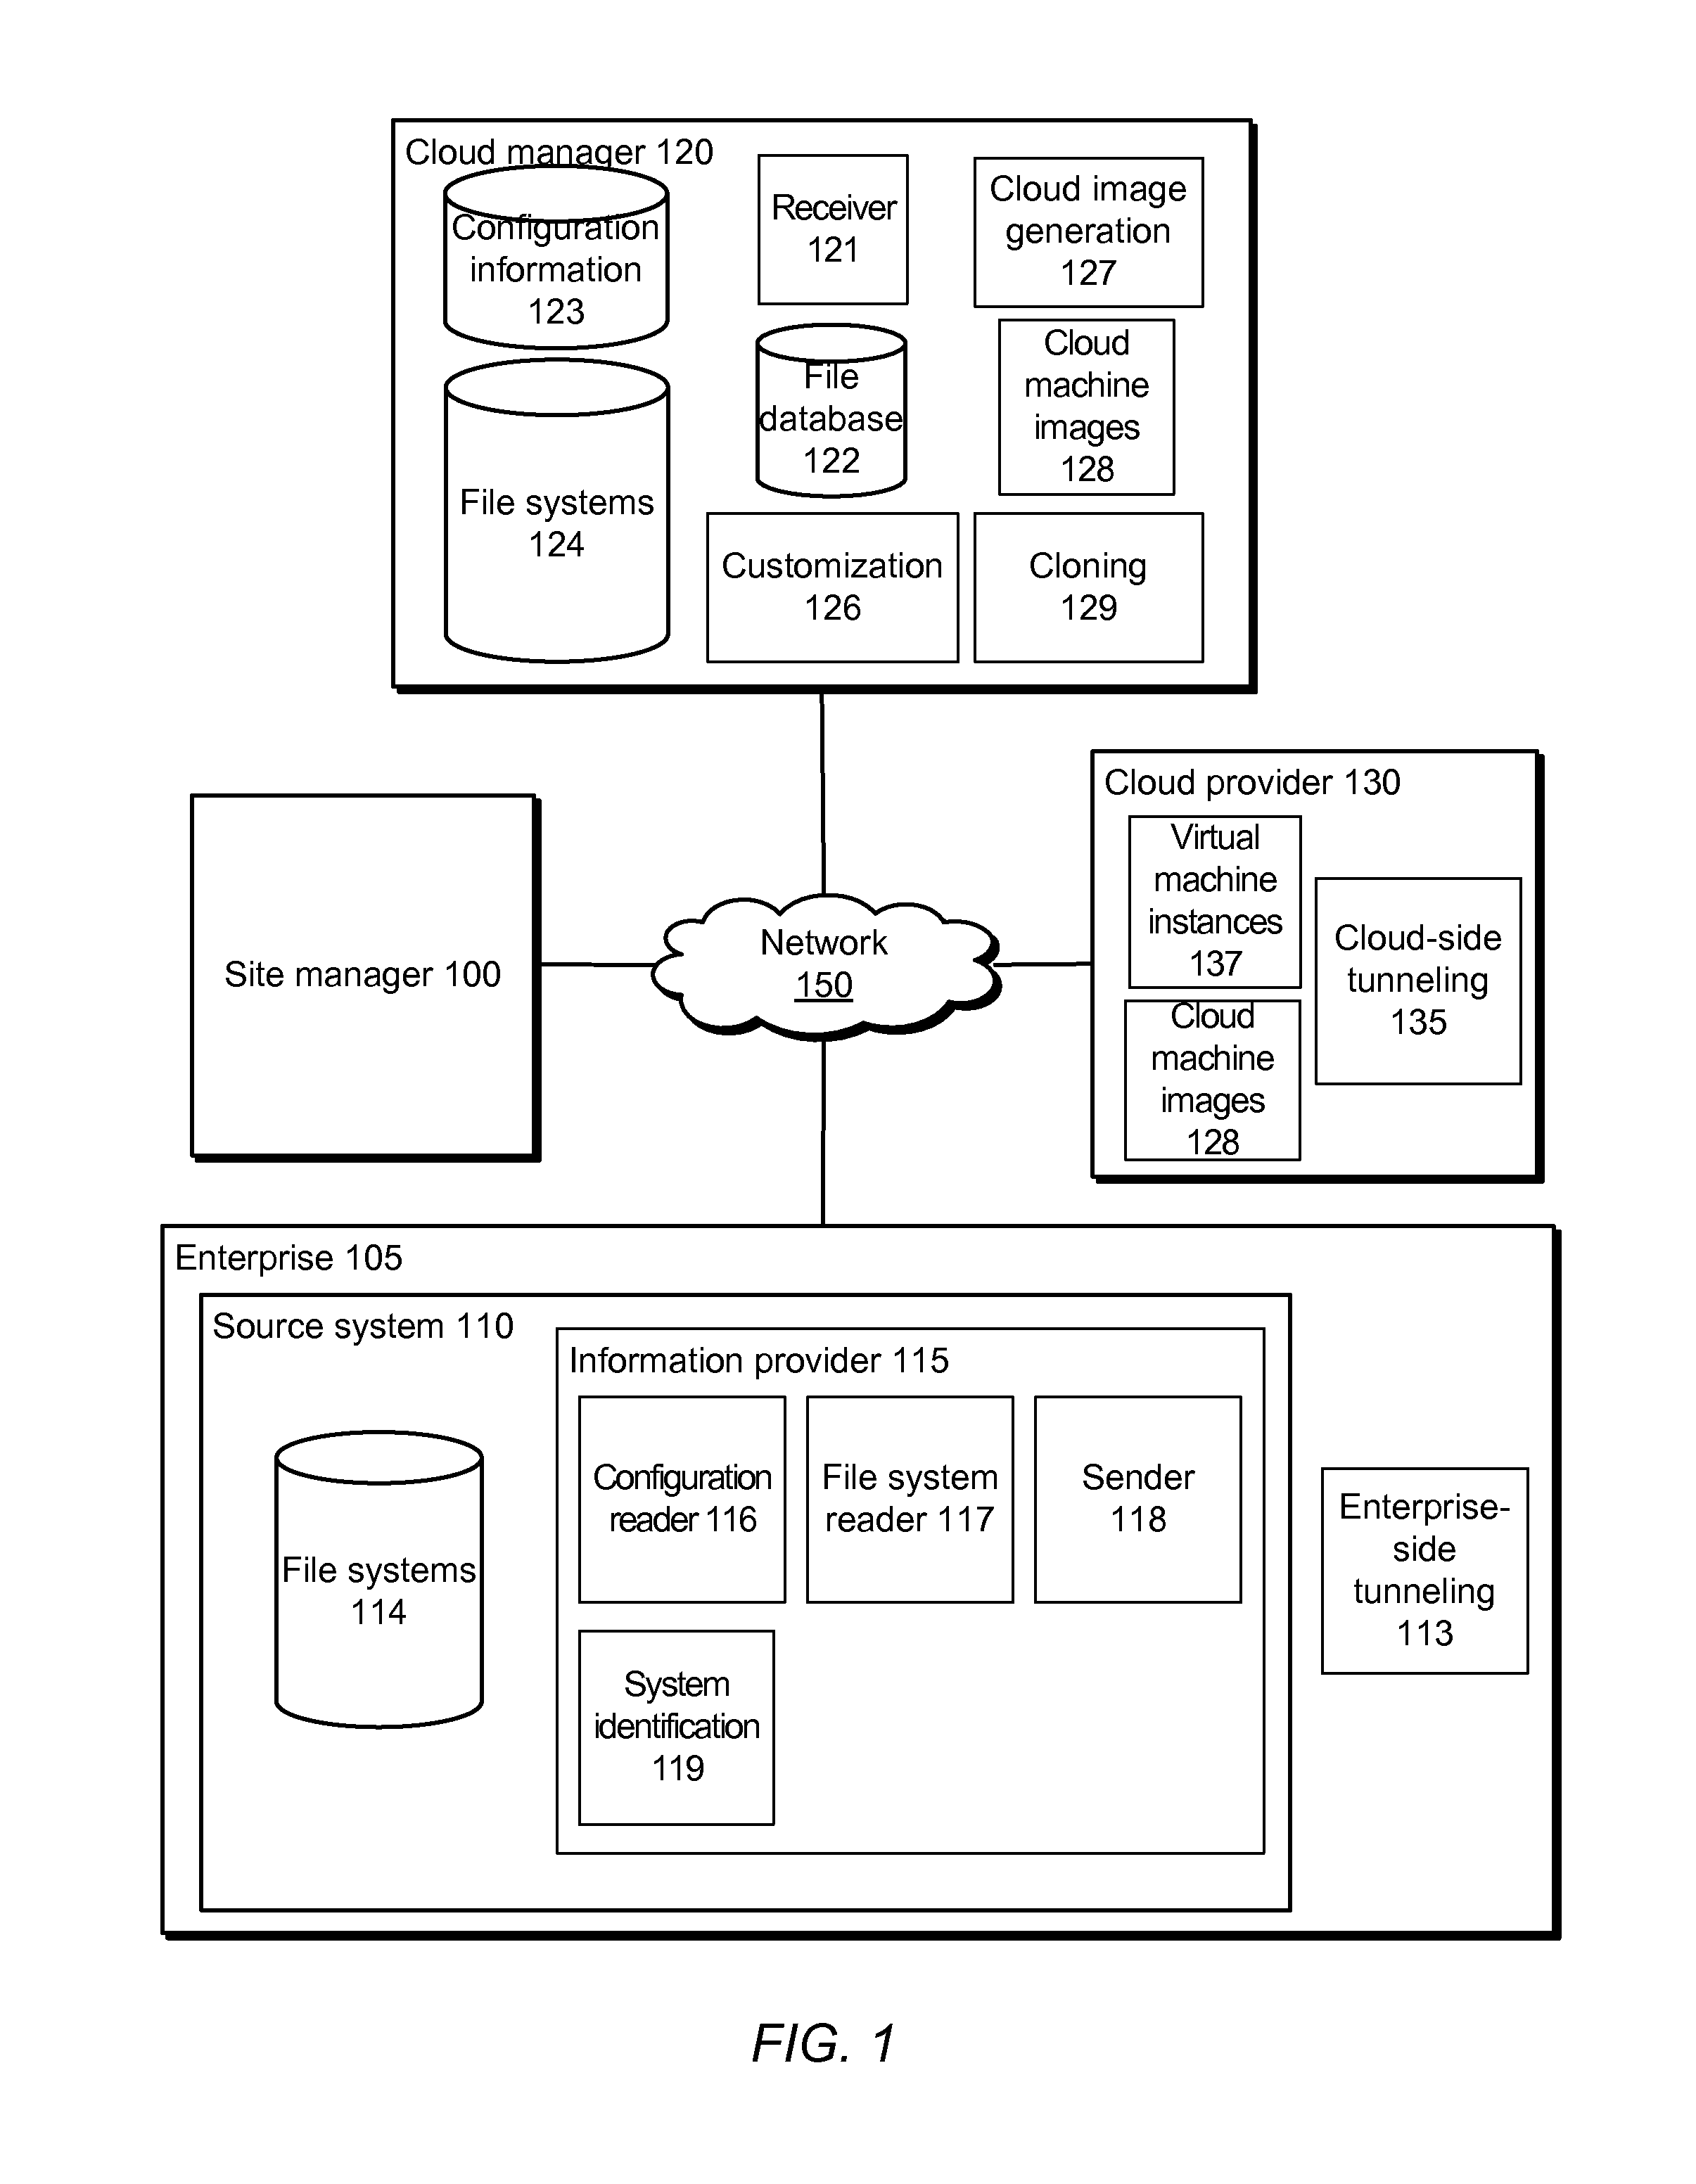 Cloud manager 120
Configuration
information
123
Receiver
121
Cloud image
generation
127
File systems
124
File
database
122
Cloud
machine
images
128
Customization
126
Cloning
129
Site manager 100
Network
150
Cloud provider 130
Virtual
machine
instances
137
Cloud-side
tunneling
135
Cloud
machine
images
128
Enterprise 105
Source system 110
File systems
114
Information provider 115
Configuration
reader 116
File system
reader 117
Sender
118
System
identification
119
Enterprise-
side
tunneling
113
FIG. 1